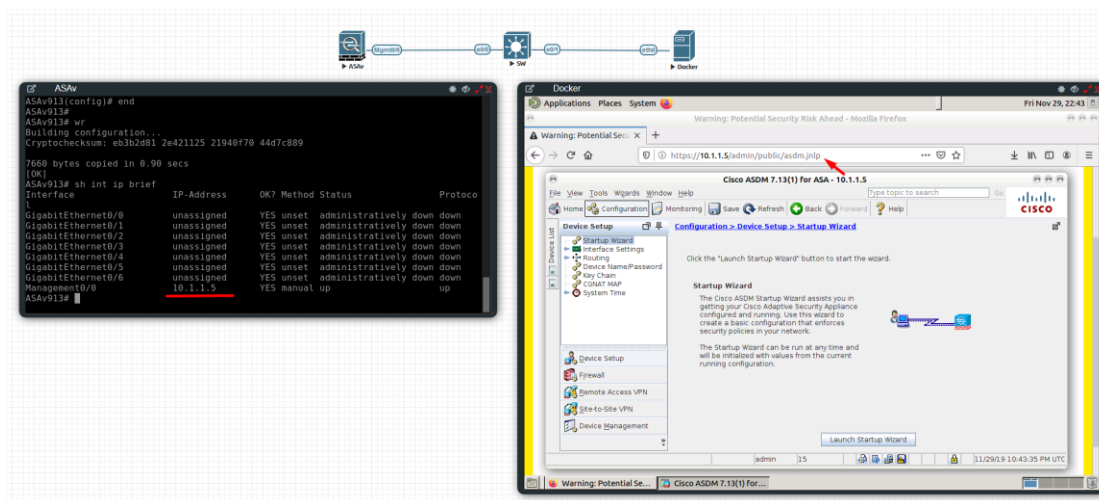 Mgmt0/0
e0/0
e0/1
eth0
ASAv
SW
Docker
ASAv
ASAv913(config)# end
ASAv913#
ASAv913# wr
Building configuration...
Cryptochecksum: eb3b2d81 2e421125 21940f70 44d7c889
7660 bytes copied in 0.90 secs
[OK]
ASAv913# sh int ip brief
Interface IP-Address OK? Method Status Protoco
l
GigabitEthernet0/0 unassigned YES unset administratively down down
GigabitEthernet0/1 unassigned YES unset administratively down down
GigabitEthernet0/2 unassigned YES unset administratively down down
GigabitEthernet0/3 unassigned YES unset administratively down down
GigabitEthernet0/4 unassigned YES unset administratively down down
GigabitEthernet0/5 unassigned YES unset administratively down down
GigabitEthernet0/6 unassigned YES unset administratively down down
Management0/0 10.1.1.5 YES manual up up
ASAv913#
Docker
Applications Places System Fri Nov 29, 22:43
Warning: Potential Security Risk Ahead - Mozilla Firefox
Warning: Potential Secu
https://10.1.1.5/admin/public/asdm.jnlp
Cisco ASDM 7.13(1) for ASA - 10.1.1.5
File View Tools Wizards Window Help Type topic to search Go
Home Configuration Monitoring Save Refresh Back Forward Help
CISCO
Device List
Device Setup
Configuration > Device Setup > Startup Wizard
Startup Wizard
Interface Settings
Routing
Device Name/Password
Key Chain
CGNAT MAP
System Time
Click the "Launch Startup Wizard" button to start the wizard.
Startup Wizard
The Cisco ASDM Startup Wizard assists you in
getting your Cisco Adaptive Security Appliance
configured and running. Use this wizard to
create a basic configuration that enforces
security policies in your network.
The Startup Wizard can be run at any time and
will be initialized with values from the current
running configuration.
Device Setup
Firewall
Remote Access VPN
Site-to-Site VPN
Device Management
Launch Startup Wizard
admin 15 11/29/19 10:43:35 PM UTC
Warning: Potential Se...
Cisco ASDM 7.13(1) for...